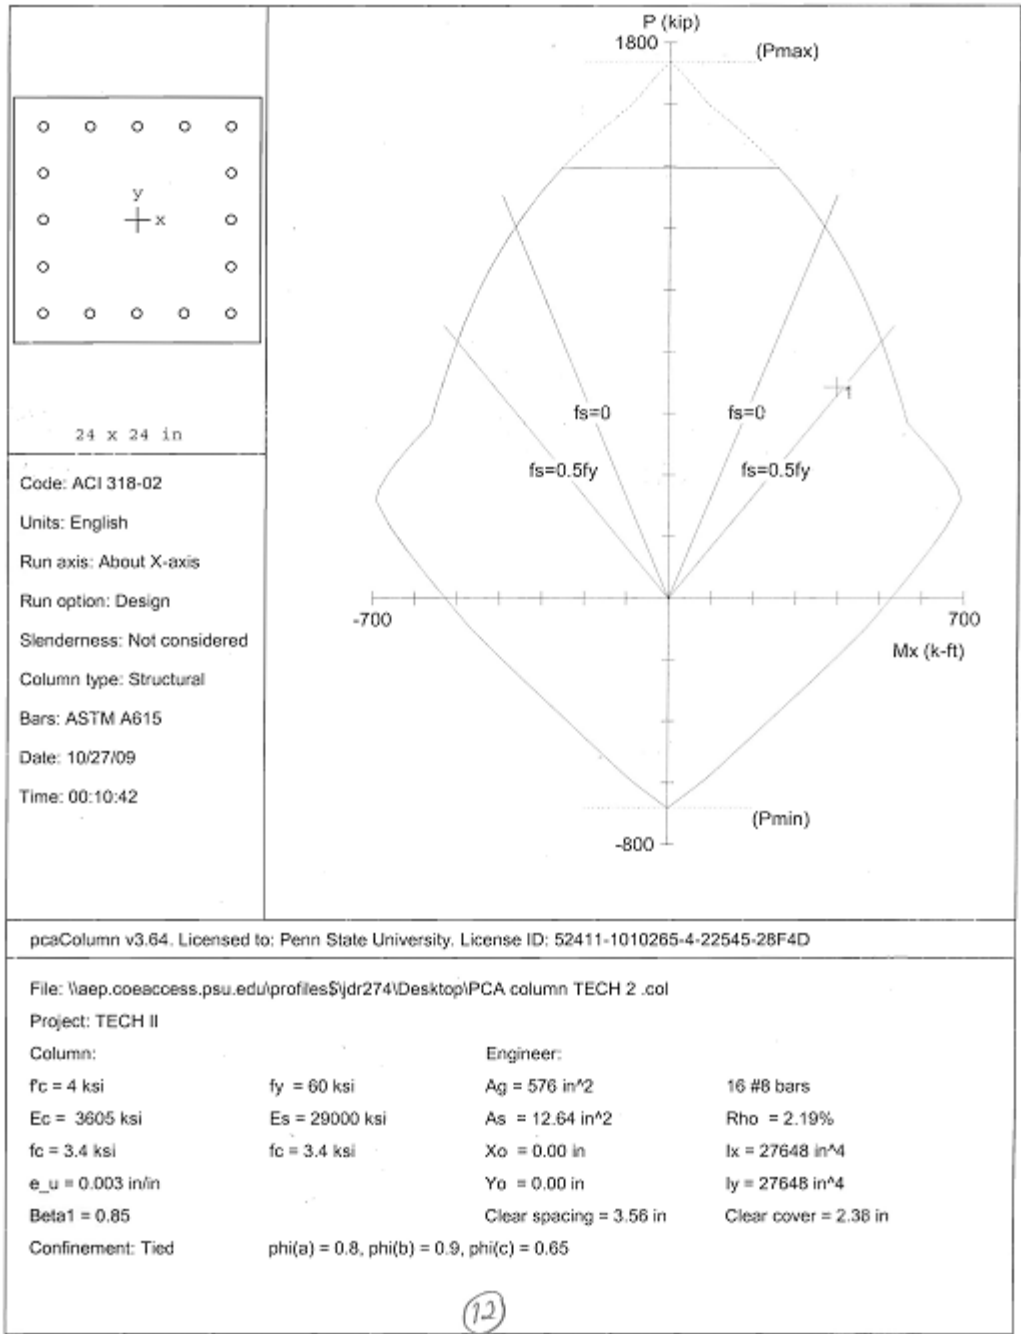 P (kip)
1800
(Pmax)
y
x
fs=0
fs=0
1
24 x 24 in
fs=0.5fy
fs=0.5fy
Code: ACI 318-02
Units: English
Run axis: About X-axis
Run option: Design
-700
700
Slenderness: Not considered
Mx (k-ft)
Column type: Structural
Bars: ASTM A615
Date: 10/27/09
Time: 00:10:42
(Pmin)
-800
pcaColumn v3.64. Licensed to: Penn State University. License ID: 52411-1010265-4-22545-28F4D
File: \\aep.coeaccess.psu.edu\profiles$\jdr274\Desktop\PCA column TECH 2 .col
Project: TECH II
Column: Engineer:
f'c = 4 ksi fy = 60 ksi Ag = 576 in^2 16 #8 bars
Ec = 3605 ksi Es = 29000 ksi As = 12.64 in^2 Rho = 2.19%
fc = 3.4 ksi fc = 3.4 ksi Xo = 0.00 in Ix = 27648 in^4
e_u = 0.003 in/in Yo = 0.00 in Iy = 27648 in^4
Beta1 = 0.85 Clear spacing = 3.56 in Clear cover = 2.38 in
Confinement: Tied phi(a) = 0.8, phi(b) = 0.9, phi(c) = 0.65
12